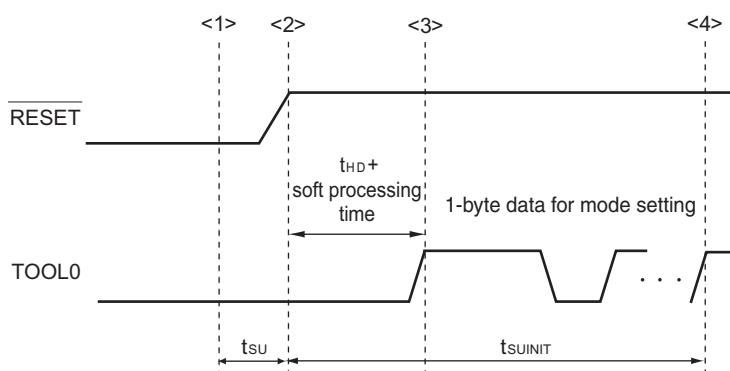 <1> <2> <3> <4>
RESET
tHD+
soft processing
time
1-byte data for mode setting
TOOL0
. . .
tSU
tSUINIT